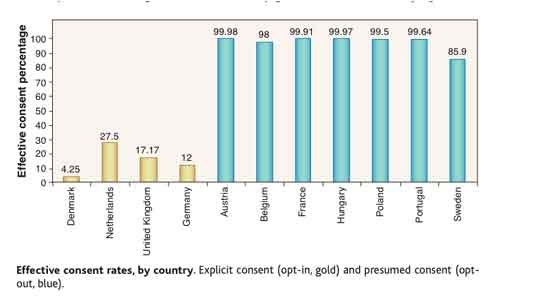 Effective consent percentage
100
90
80
70
60
50
40
30
20
10
0
4.25
27.5
17.17
12
99.98
98
99.91
99.97
99.5
99.64
85.9
Denmark
Netherlands
United Kingdom
Germany
Austria
Belgium
France
Hungary
Poland
Portugal
Sweden
Effective consent rates, by country. Explicit consent (opt-in, gold) and presumed consent (opt-
out, blue).